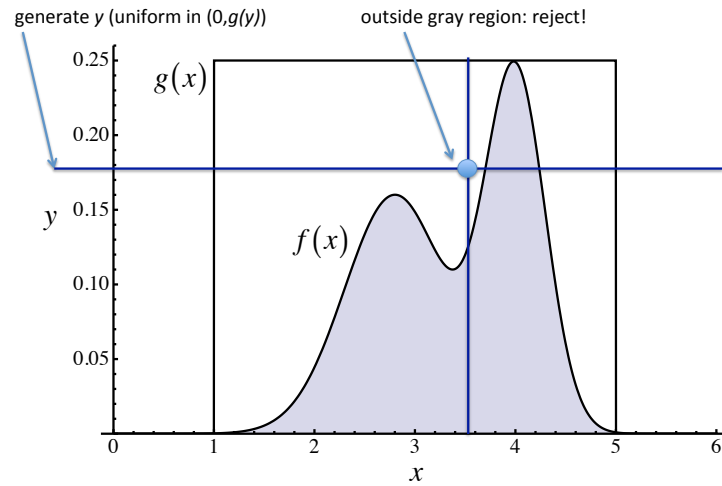 generate y (uniform in (0,g(y))
outside gray region: reject!
0.25
g(x)
0.20
0.15
y
f(x)
0.10
0.05
0 1 2 3 4 5 6
x